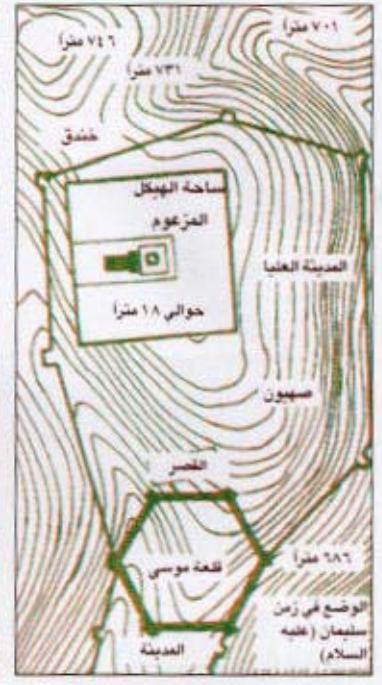 ٧٠١ متراً
٧٤٦ متراً
٧٣١ متراً
خندق
ساحة الهيكل
المزعوم
المدينة العليا
حوالي ١٨ متراً
صهيون
القصر
٦٨٦ متراً
قلعة موسى
الوضع في زمن
سليمان (عليه
السلام)
المدينة